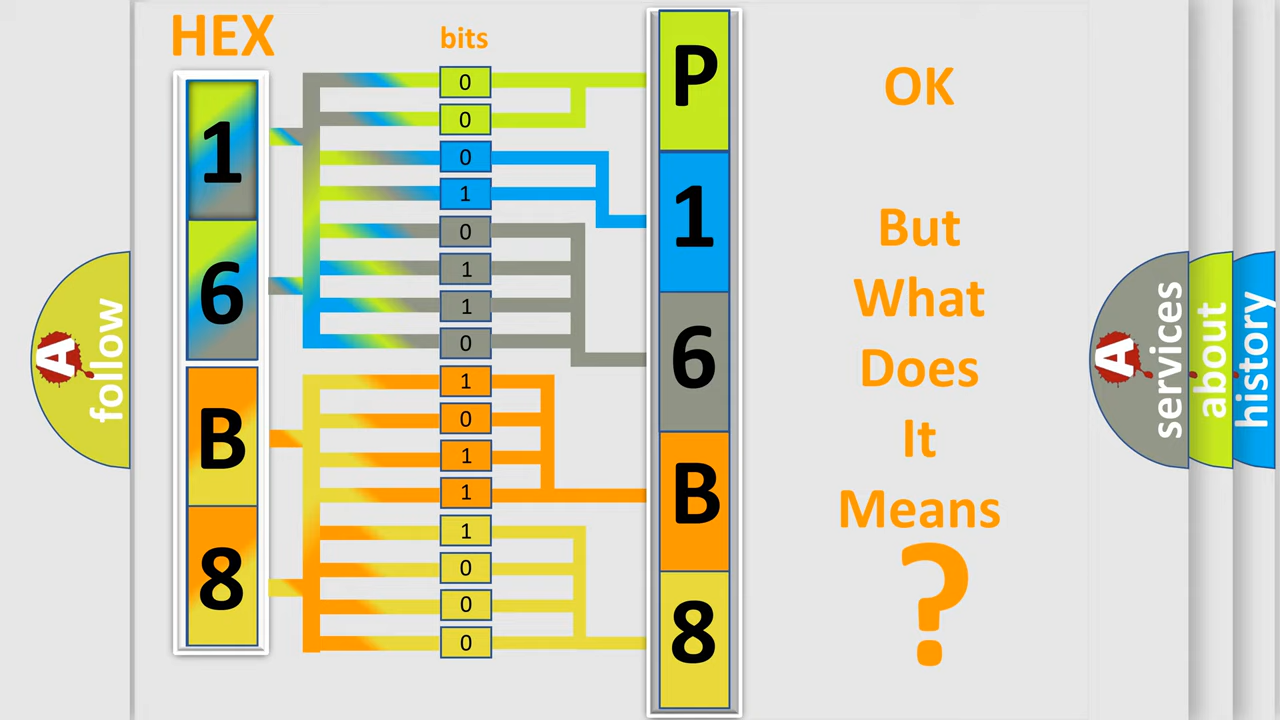 HEX
bits
1
6
B
8
0
0
0
1
0
1
1
0
1
0
1
1
1
0
0
0
P
1
6
B
8
OK
But
What
Does
It
Means
?
A
follow
A
services
about
history